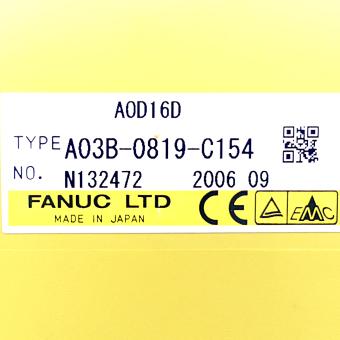 AOD16D
TYPE A03B-0819-C154
NO. N132472 2006 09
FANUC LTD
MADE IN JAPAN
CE
EMC